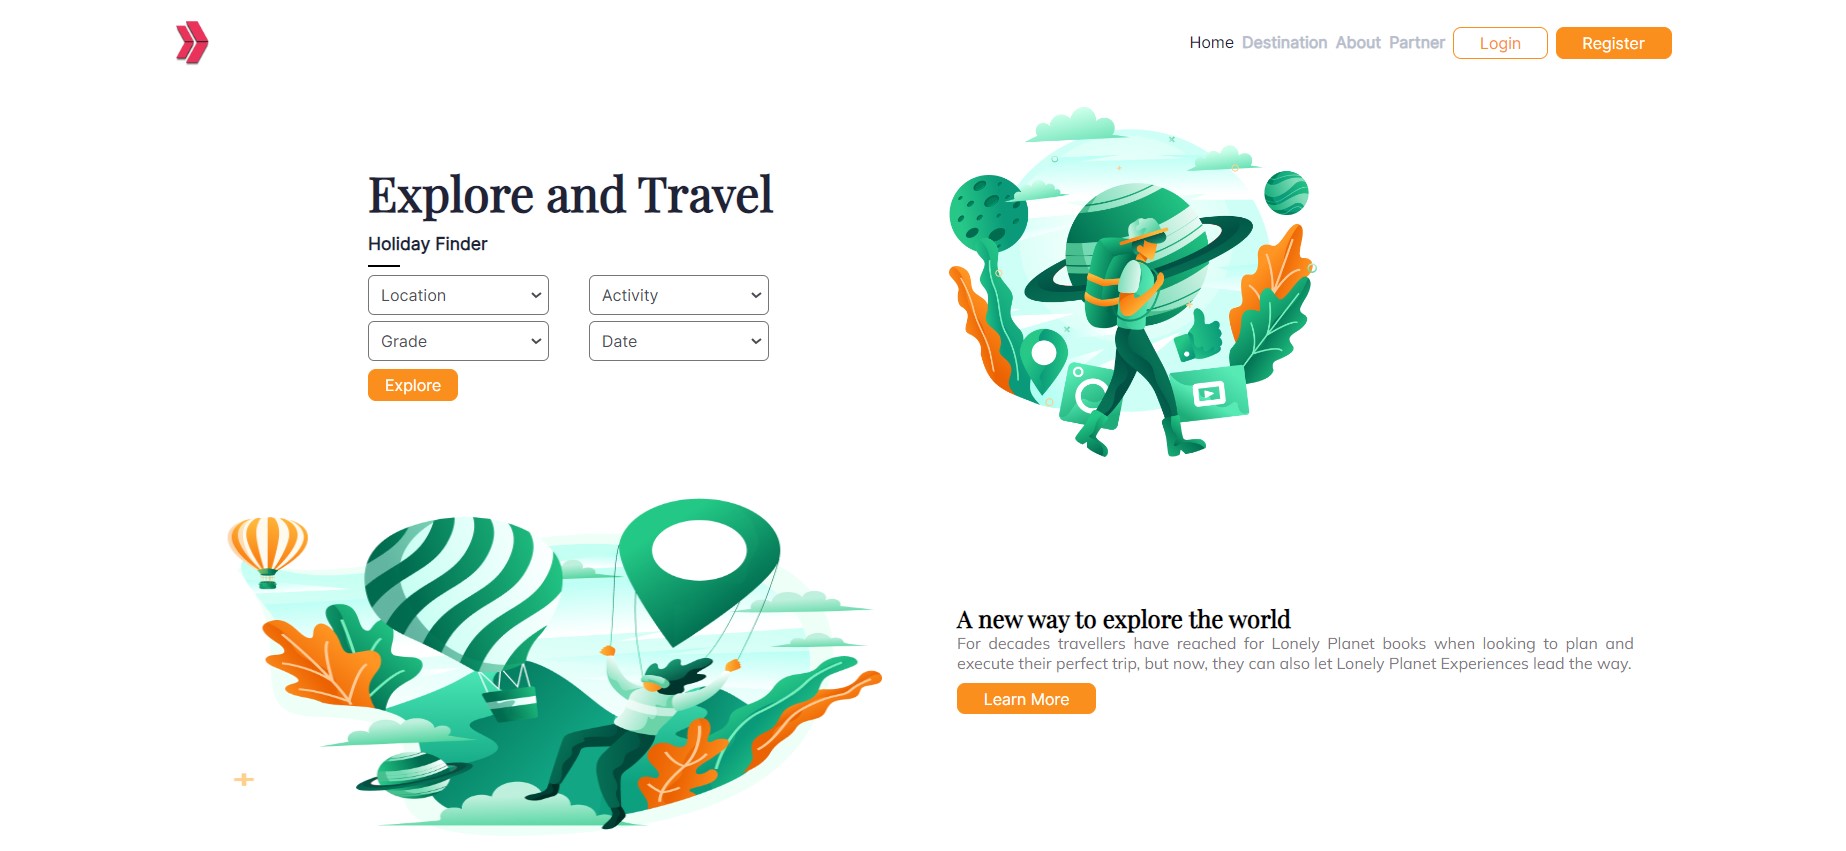 Home Destination About Partner Login Register
Explore and Travel
Holiday Finder
Location Activity
Grade Date
Explore
A new way to explore the world
For decades travellers have reached for Lonely Planet books when looking to plan and
execute their perfect trip, but now, they can also let Lonely Planet Experiences lead the way.
Learn More